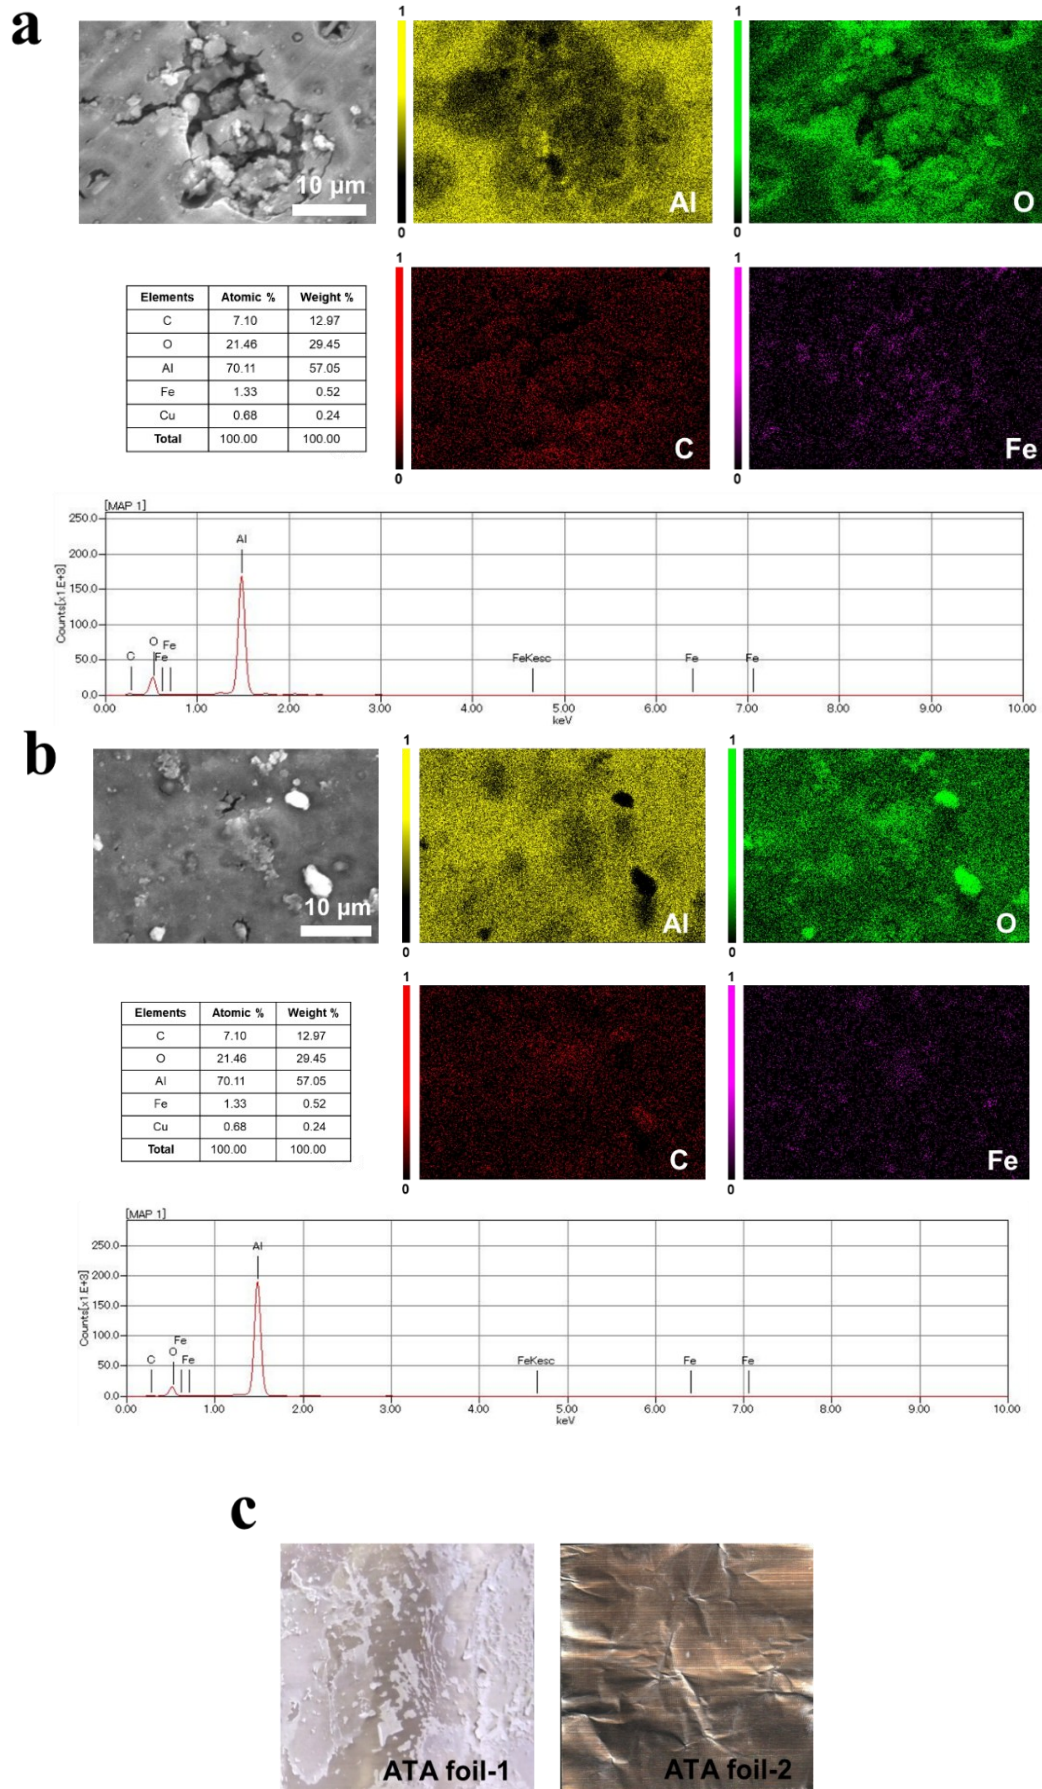 a
10 µm
1
0
Al
1
0
O
Elements Atomic % Weight %
C 7.10 12.97
O 21.46 29.45
Al 70.11 57.05
Fe 1.33 0.52
Cu 0.68 0.24
Total 100.00 100.00
1
0
C
1
0
Fe
[MAP 1]
Counts[x1.E+3]
250.0
200.0
150.0
100.0
50.0
0.0
C
O
Fe
Fe
Al
FeKesc
Fe
Fe
0.00 1.00 2.00 3.00 4.00 5.00 6.00 7.00 8.00 9.00 10.00
keV
b
10 µm
1
0
Al
1
0
O
Elements Atomic % Weight %
C 7.10 12.97
O 21.46 29.45
Al 70.11 57.05
Fe 1.33 0.52
Cu 0.68 0.24
Total 100.00 100.00
1
0
C
1
0
Fe
[MAP 1]
Counts[x1.E+3]
250.0
200.0
150.0
100.0
50.0
0.0
C
O
Fe
Fe
Al
FeKesc
Fe
Fe
0.00 1.00 2.00 3.00 4.00 5.00 6.00 7.00 8.00 9.00 10.00
keV
c
ATA foil-1
ATA foil-2